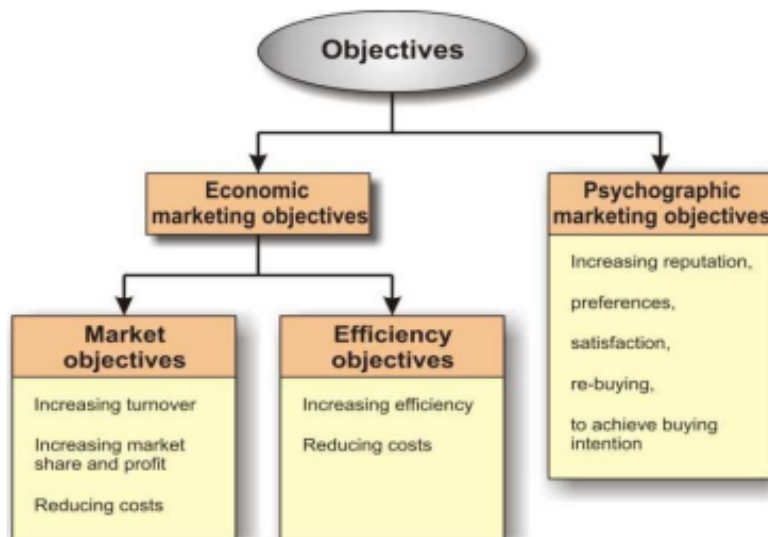 Objectives
Economic
marketing objectives
Psychographic
marketing objectives
Increasing reputation,
preferences,
satisfaction,
re-buying,
to achieve buying
intention
Market
objectives
Increasing turnover
Increasing market
share and profit
Reducing costs
Efficiency
objectives
Increasing efficiency
Reducing costs